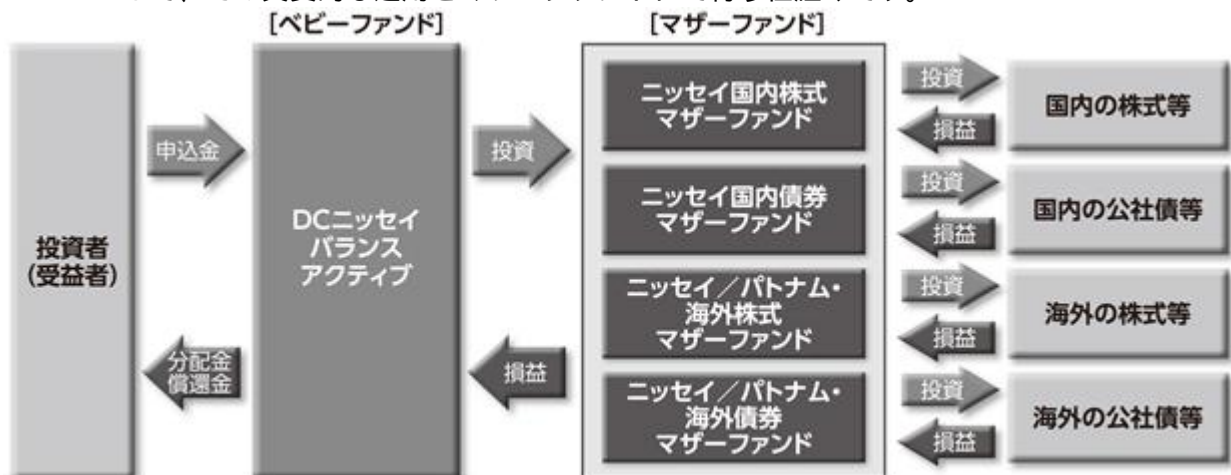 [ベビーファンド]
[マザーファンド]
投資者
(受益者)
申込金
分配金
償還金
DCニッセイ
バランス
アクティブ
投資
損益
ニッセイ国内株式
マザーファンド
投資
損益
国内の株式等
ニッセイ国内債券
マザーファンド
投資
損益
国内の公社債等
ニッセイ／パトナム・
海外株式
マザーファンド
投資
損益
海外の株式等
ニッセイ／パトナム・
海外債券
マザーファンド
投資
損益
海外の公社債等